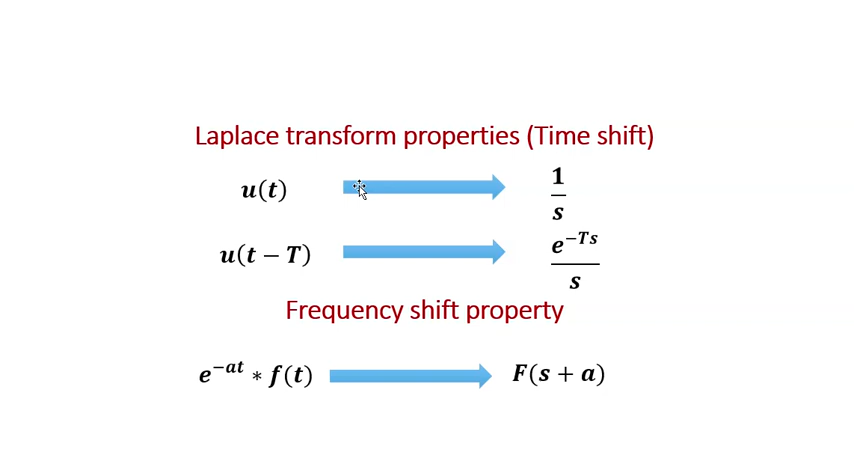 Laplace transform properties (Time shift)
u(t) 1/s
u(t − T) e^−Ts/s
Frequency shift property
e^−at * f(t) F(s + a)